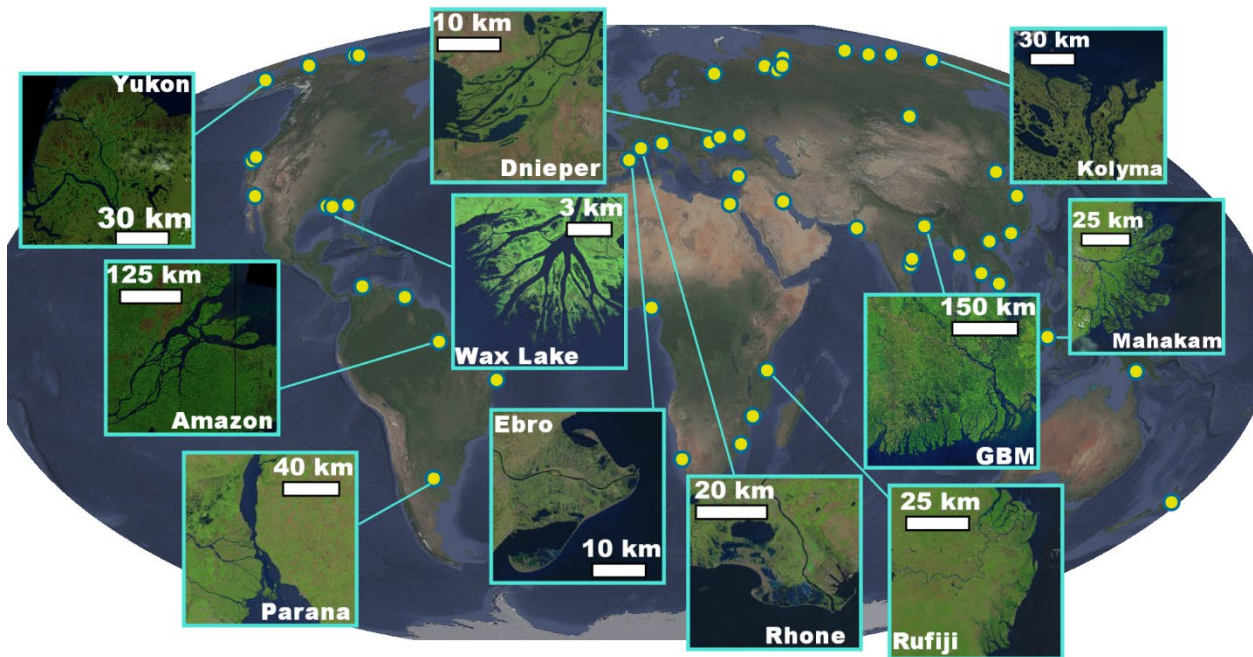 Yukon
30 km
10 km
Dnieper
30 km
Kolyma
3 km
Wax Lake
25 km
Mahakam
125 km
Amazon
150 km
GBM
40 km
Parana
Ebro
10 km
20 km
Rhone
25 km
Rufiji